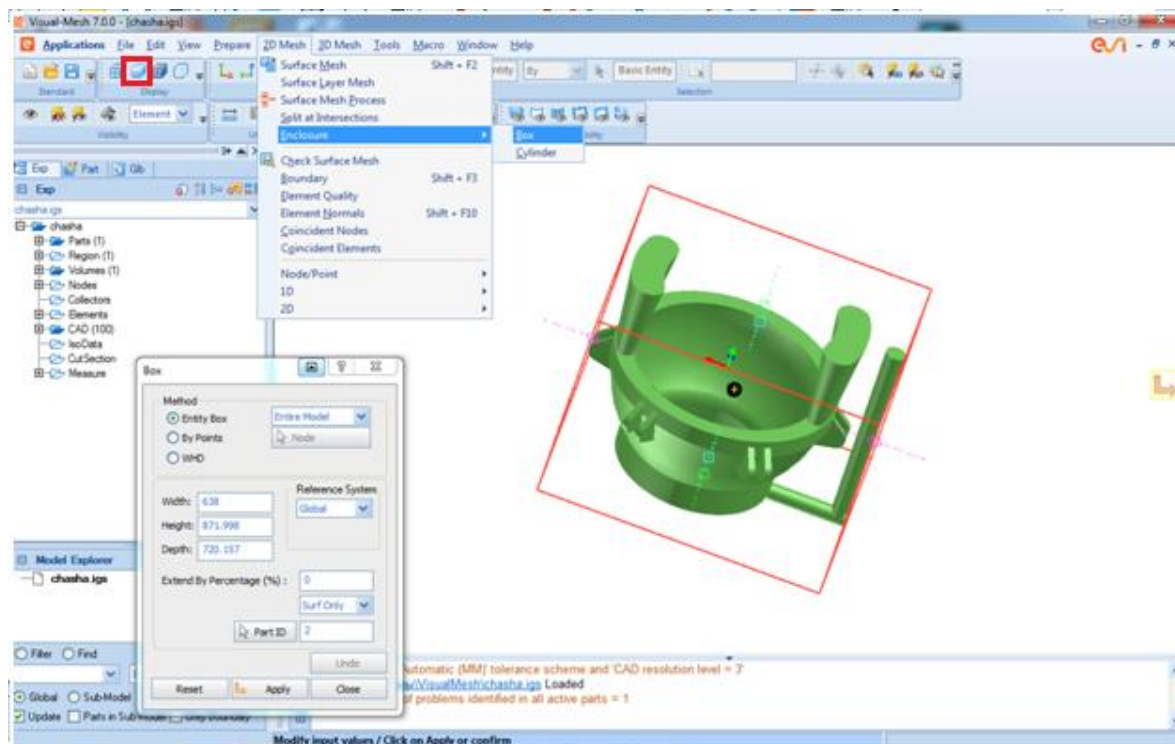 Visual-Mesh 7.0.0 - [chasha.igs]
Applications File Edit View Prepare 2D Mesh 3D Mesh Tools Macro Window Help
Standard Display Selection
Surface Mesh Shift + F2
Surface Layer Mesh
Surface Mesh Process
Split at Intersections
Enclosure
Box
Cylinder
Check Surface Mesh
Boundary Shift + F3
Element Quality
Element Normals Shift + F10
Coincident Nodes
Coincident Elements
Node/Point
1D
2D
By Basic Entity
Element
Visibility
Exp Part Glb
Exp
chasha.igs
chasha
Parts (1)
Region (1)
Volumes (1)
Nodes
Collectors
Elements
CAD (100)
IsoData
CutSection
Measure
Box
Method
Entity Box Entire Model
By Points Node
WHD
Reference System
Width: 638 Global
Height: 871.998
Depth: 720.157
Extend By Percentage (%) : 0
Surf Only
Part ID 2
Undo
Reset Apply Close
Model Explorer
chasha.igs
Filter Find
Global Sub-Model
Update Parts in Sub-Model Grey Boundary
Automatic (MM)' tolerance scheme and 'CAD resolution level = 3'
VisualMesh\chasha.igs Loaded
of problems identified in all active parts = 1
Modify input values / Click on Apply or confirm